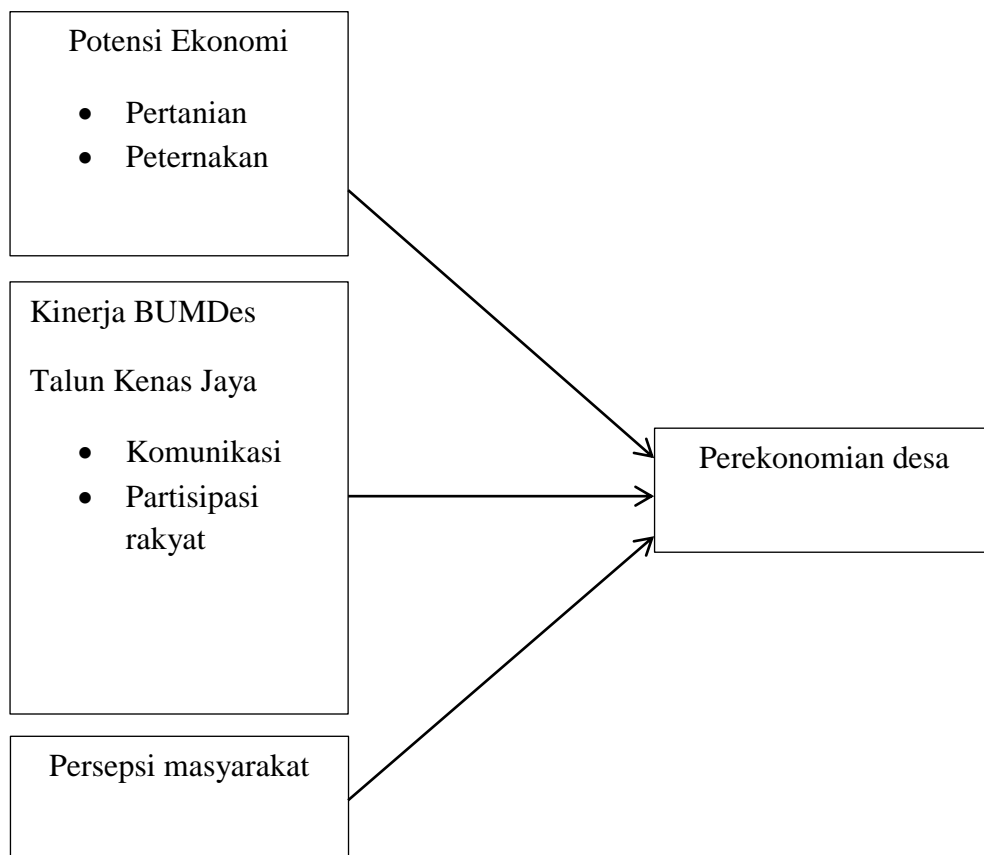 Potensi Ekonomi
• Pertanian
• Peternakan
Kinerja BUMDes
Talun Kenas Jaya
• Komunikasi
• Partisipasi
rakyat
Perekonomian desa
Persepsi masyarakat